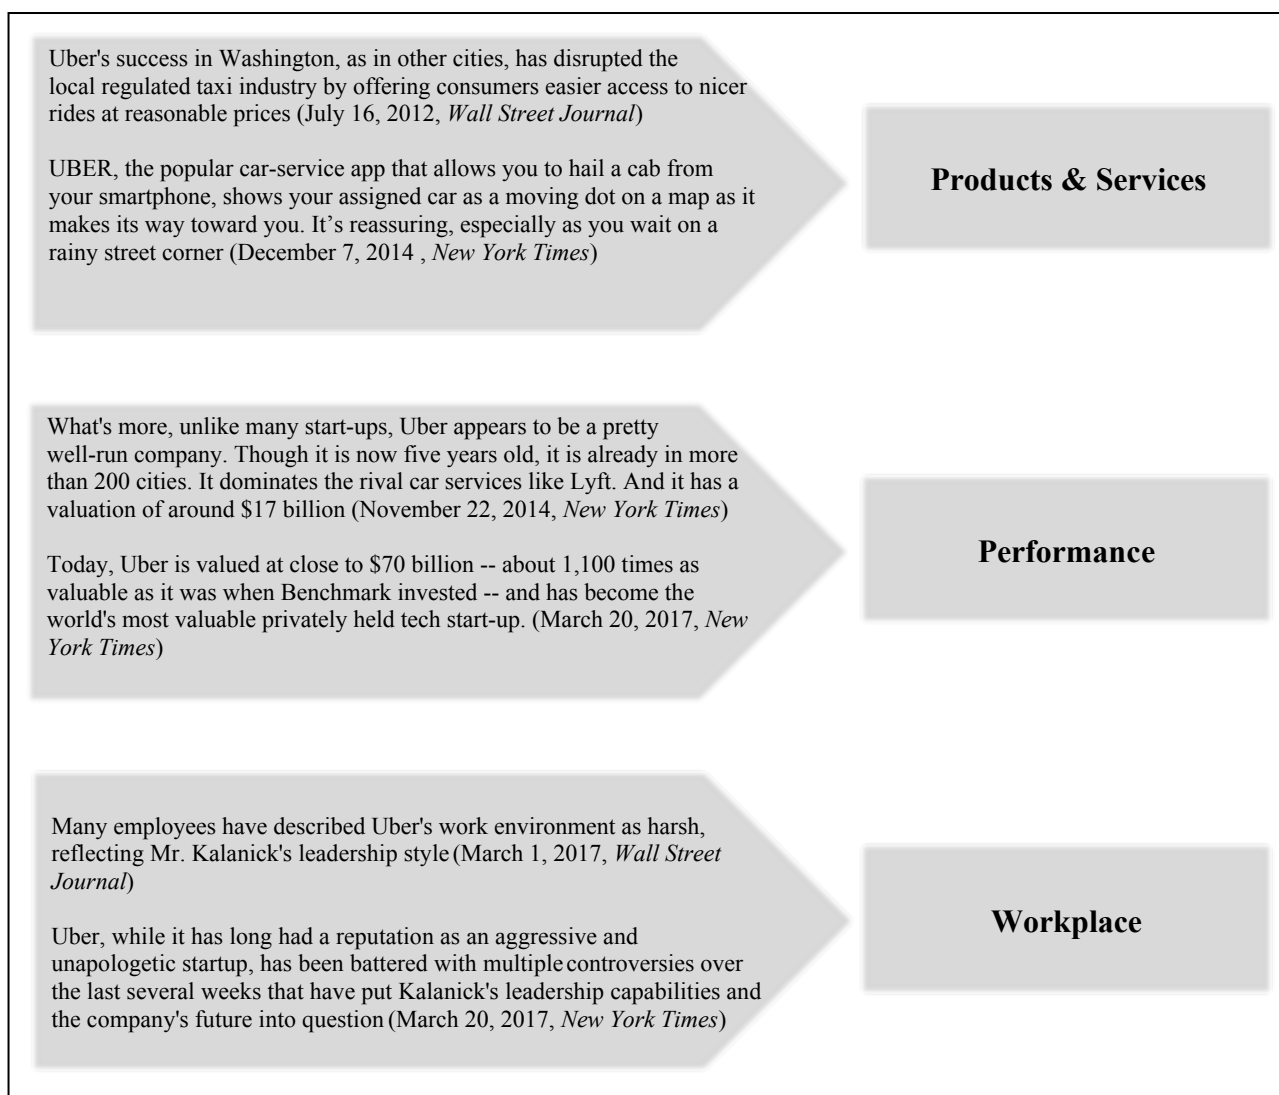 Uber's success in Washington, as in other cities, has disrupted the
local regulated taxi industry by offering consumers easier access to nicer
rides at reasonable prices (July 16, 2012, Wall Street Journal)
UBER, the popular car-service app that allows you to hail a cab from
your smartphone, shows your assigned car as a moving dot on a map as it
makes its way toward you. It’s reassuring, especially as you wait on a
rainy street corner (December 7, 2014 , New York Times)
Products & Services
What's more, unlike many start-ups, Uber appears to be a pretty
well-run company. Though it is now five years old, it is already in more
than 200 cities. It dominates the rival car services like Lyft. And it has a
valuation of around $17 billion (November 22, 2014, New York Times)
Today, Uber is valued at close to $70 billion -- about 1,100 times as
valuable as it was when Benchmark invested -- and has become the
world's most valuable privately held tech start-up. (March 20, 2017, New
York Times)
Performance
Many employees have described Uber's work environment as harsh,
reflecting Mr. Kalanick's leadership style (March 1, 2017, Wall Street
Journal)
Uber, while it has long had a reputation as an aggressive and
unapologetic startup, has been battered with multiple controversies over
the last several weeks that have put Kalanick's leadership capabilities and
the company's future into question (March 20, 2017, New York Times)
Workplace